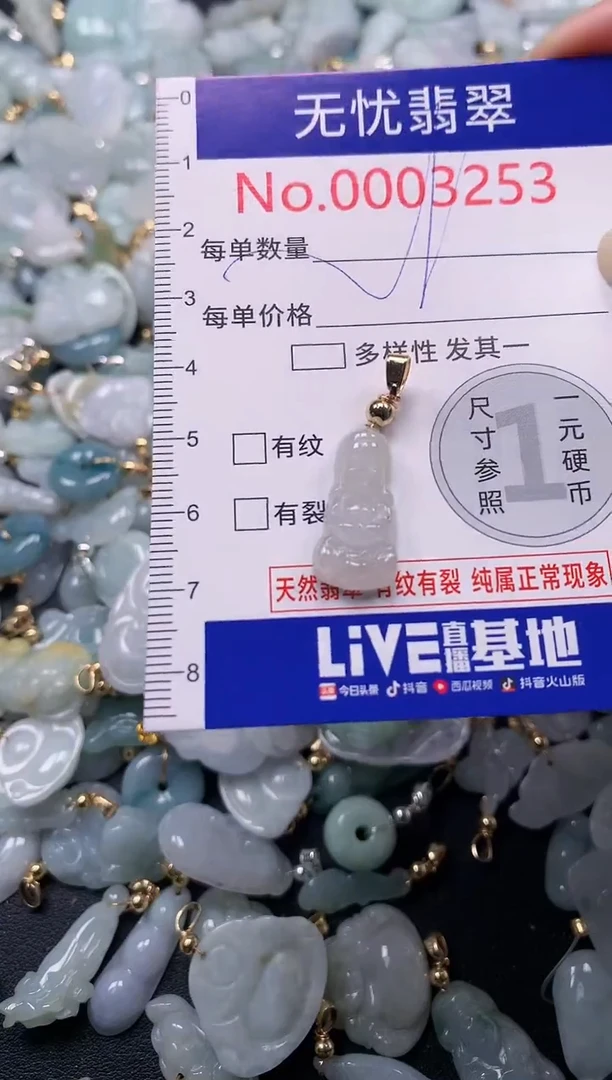 无忧翡翠
0
No.0003253
1
2
每单数量
3
每单价格
4
多样性 发其一
5
有纹
6
有裂
尺寸参照
1
一元硬币
7
天然翡翠 有纹有裂 纯属正常现象
8
LiVE直播基地
头条 今日头条 抖音 西瓜视频 抖音火山版